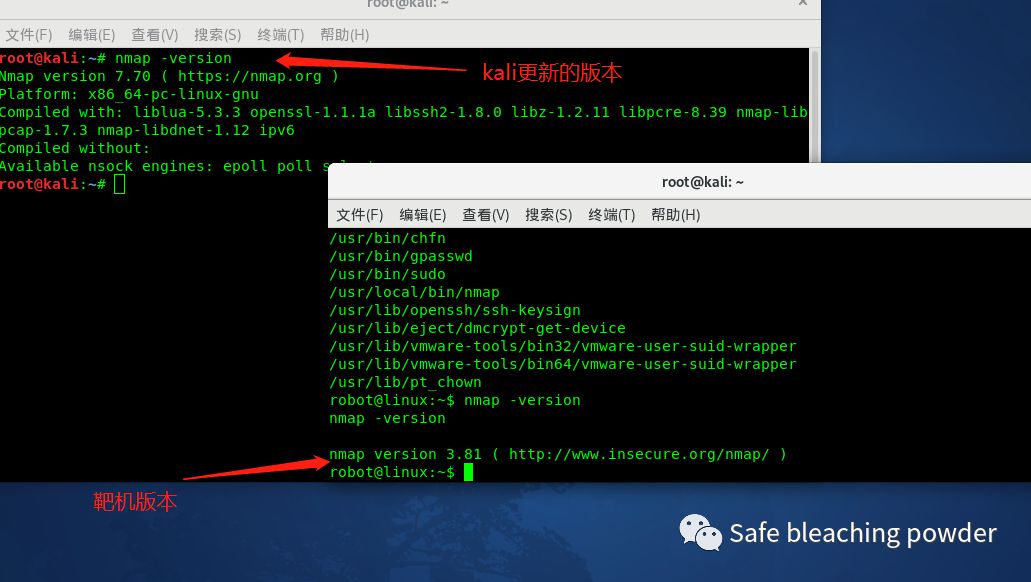 root@kali: ~
文件(F) 编辑(E) 查看(V) 搜索(S) 终端(T) 帮助(H)
root@kali:~# nmap -version
Nmap version 7.70 ( https://nmap.org )
Platform: x86_64-pc-linux-gnu
Compiled with: liblua-5.3.3 openssl-1.1.1a libssh2-1.8.0 libz-1.2.11 libpcre-8.39 nmap-lib
pcap-1.7.3 nmap-libdnet-1.12 ipv6
Compiled without:
Available nsock engines: epoll poll select
root@kali:~#
kali更新的版本
root@kali: ~
文件(F) 编辑(E) 查看(V) 搜索(S) 终端(T) 帮助(H)
/usr/bin/chfn
/usr/bin/gpasswd
/usr/bin/sudo
/usr/local/bin/nmap
/usr/lib/openssh/ssh-keysign
/usr/lib/eject/dmcrypt-get-device
/usr/lib/vmware-tools/bin32/vmware-user-suid-wrapper
/usr/lib/vmware-tools/bin64/vmware-user-suid-wrapper
/usr/lib/pt_chown
robot@linux:~$ nmap -version
nmap -version
nmap version 3.81 ( http://www.insecure.org/nmap/ )
robot@linux:~$
靶机版本
Safe bleaching powder